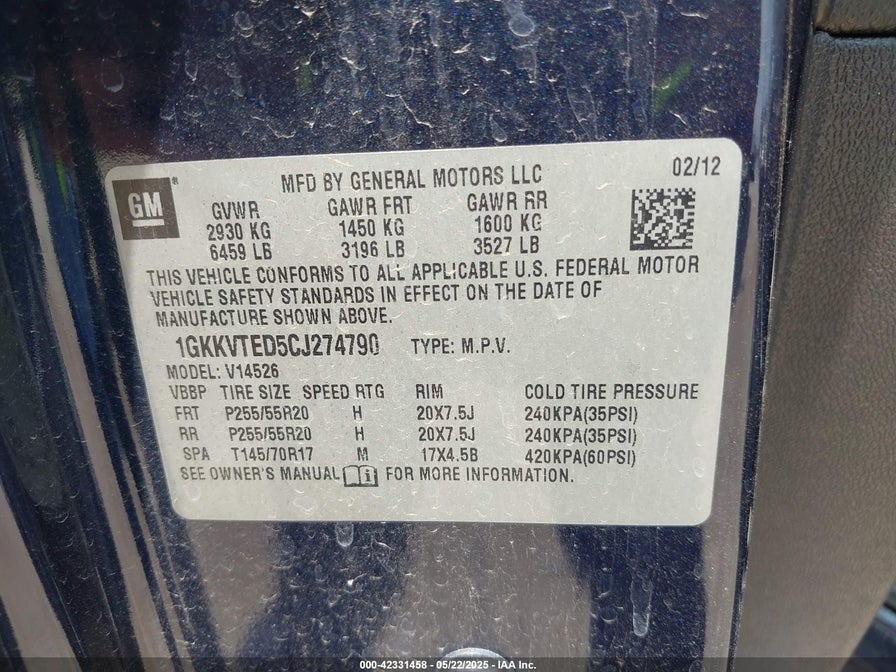 MFD BY GENERAL MOTORS LLC 02/12
GM®
GVWR GAWR FRT GAWR RR
2930 KG 1450 KG 1600 KG
6459 LB 3196 LB 3527 LB
THIS VEHICLE CONFORMS TO ALL APPLICABLE U.S. FEDERAL MOTOR
VEHICLE SAFETY STANDARDS IN EFFECT ON THE DATE OF
MANUFACTURE SHOWN ABOVE.
1GKKVTED5CJ274790 TYPE: M.P.V.
MODEL: V14526
VBBP TIRE SIZE SPEED RTG RIM COLD TIRE PRESSURE
FRT P255/55R20 H 20X7.5J 240KPA(35PSI)
RR P255/55R20 H 20X7.5J 240KPA(35PSI)
SPA T145/70R17 M 17X4.5B 420KPA(60PSI)
SEE OWNER'S MANUAL i FOR MORE INFORMATION.
000-42331458 - 05/22/2025 - IAA Inc.